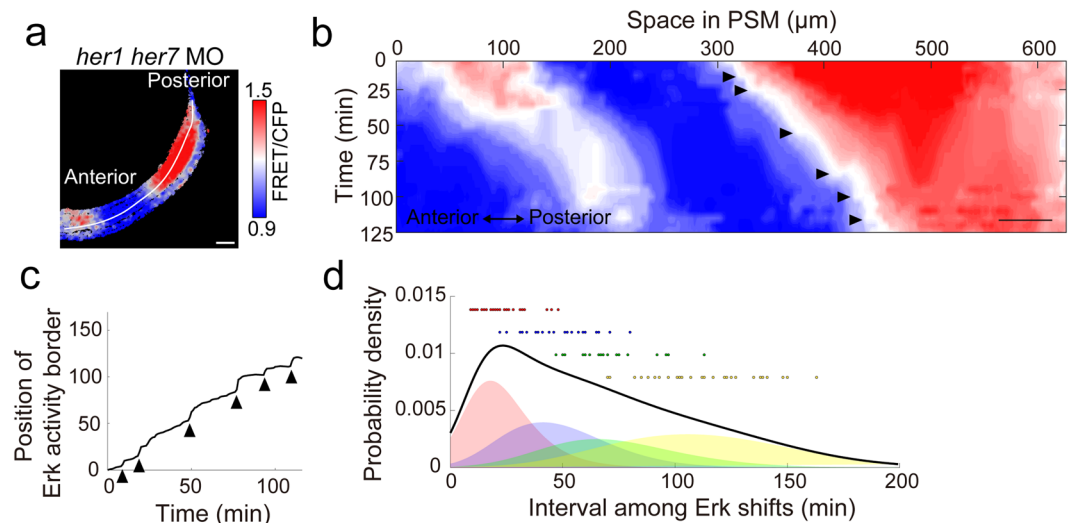 a
her1 her7 MO
Posterior
Anterior
1.5
FRET/CFP
0.9
b
Space in PSM (µm)
0 100 200 300 400 500 600
Time (min)
0
25
50
75
100
125
Anterior Posterior
c
Position of
Erk activity border
150
100
50
0
0 50 100
Time (min)
d
Probability density
0.015
0.01
0.005
0
0 50 100 150 200
Interval among Erk shifts (min)